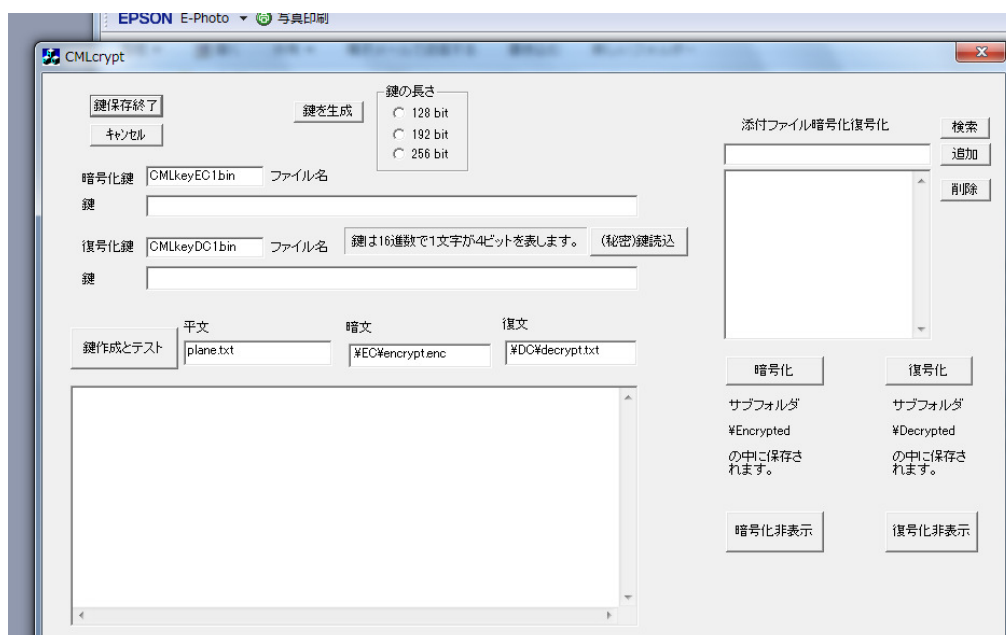 EPSON E-Photo 写真印刷
CMLcrypt
鍵保存終了
キャンセル
鍵を生成
鍵の長さ
128 bit
192 bit
256 bit
暗号化鍵 CMLkeyEC1.bin ファイル名
鍵
復号化鍵 CMLkeyDC1.bin ファイル名 鍵は16進数で1文字が4ビットを表します。 (秘密)鍵読込
鍵
鍵作成とテスト
平文 暗文 復文
plane.txt ¥EC¥encrypt.enc ¥DC¥decrypt.txt
添付ファイル暗号化復号化 検索
追加
削除
暗号化 復号化
サブフォルダ サブフォルダ
¥Encrypted ¥Decrypted
の中に保存さ の中に保存さ
れます。 れます。
暗号化非表示 復号化非表示